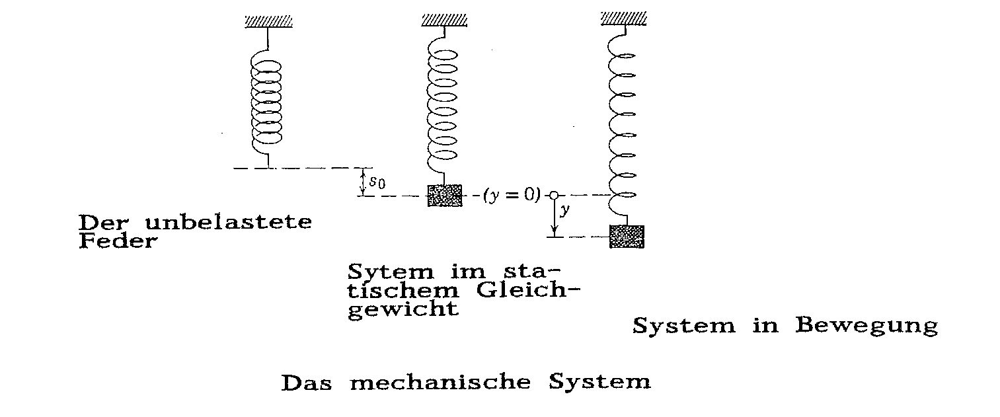 s0
(y = 0)
y
Der unbelastete
Feder
Sytem im sta-
tischem Gleich-
gewicht
System in Bewegung
Das mechanische System